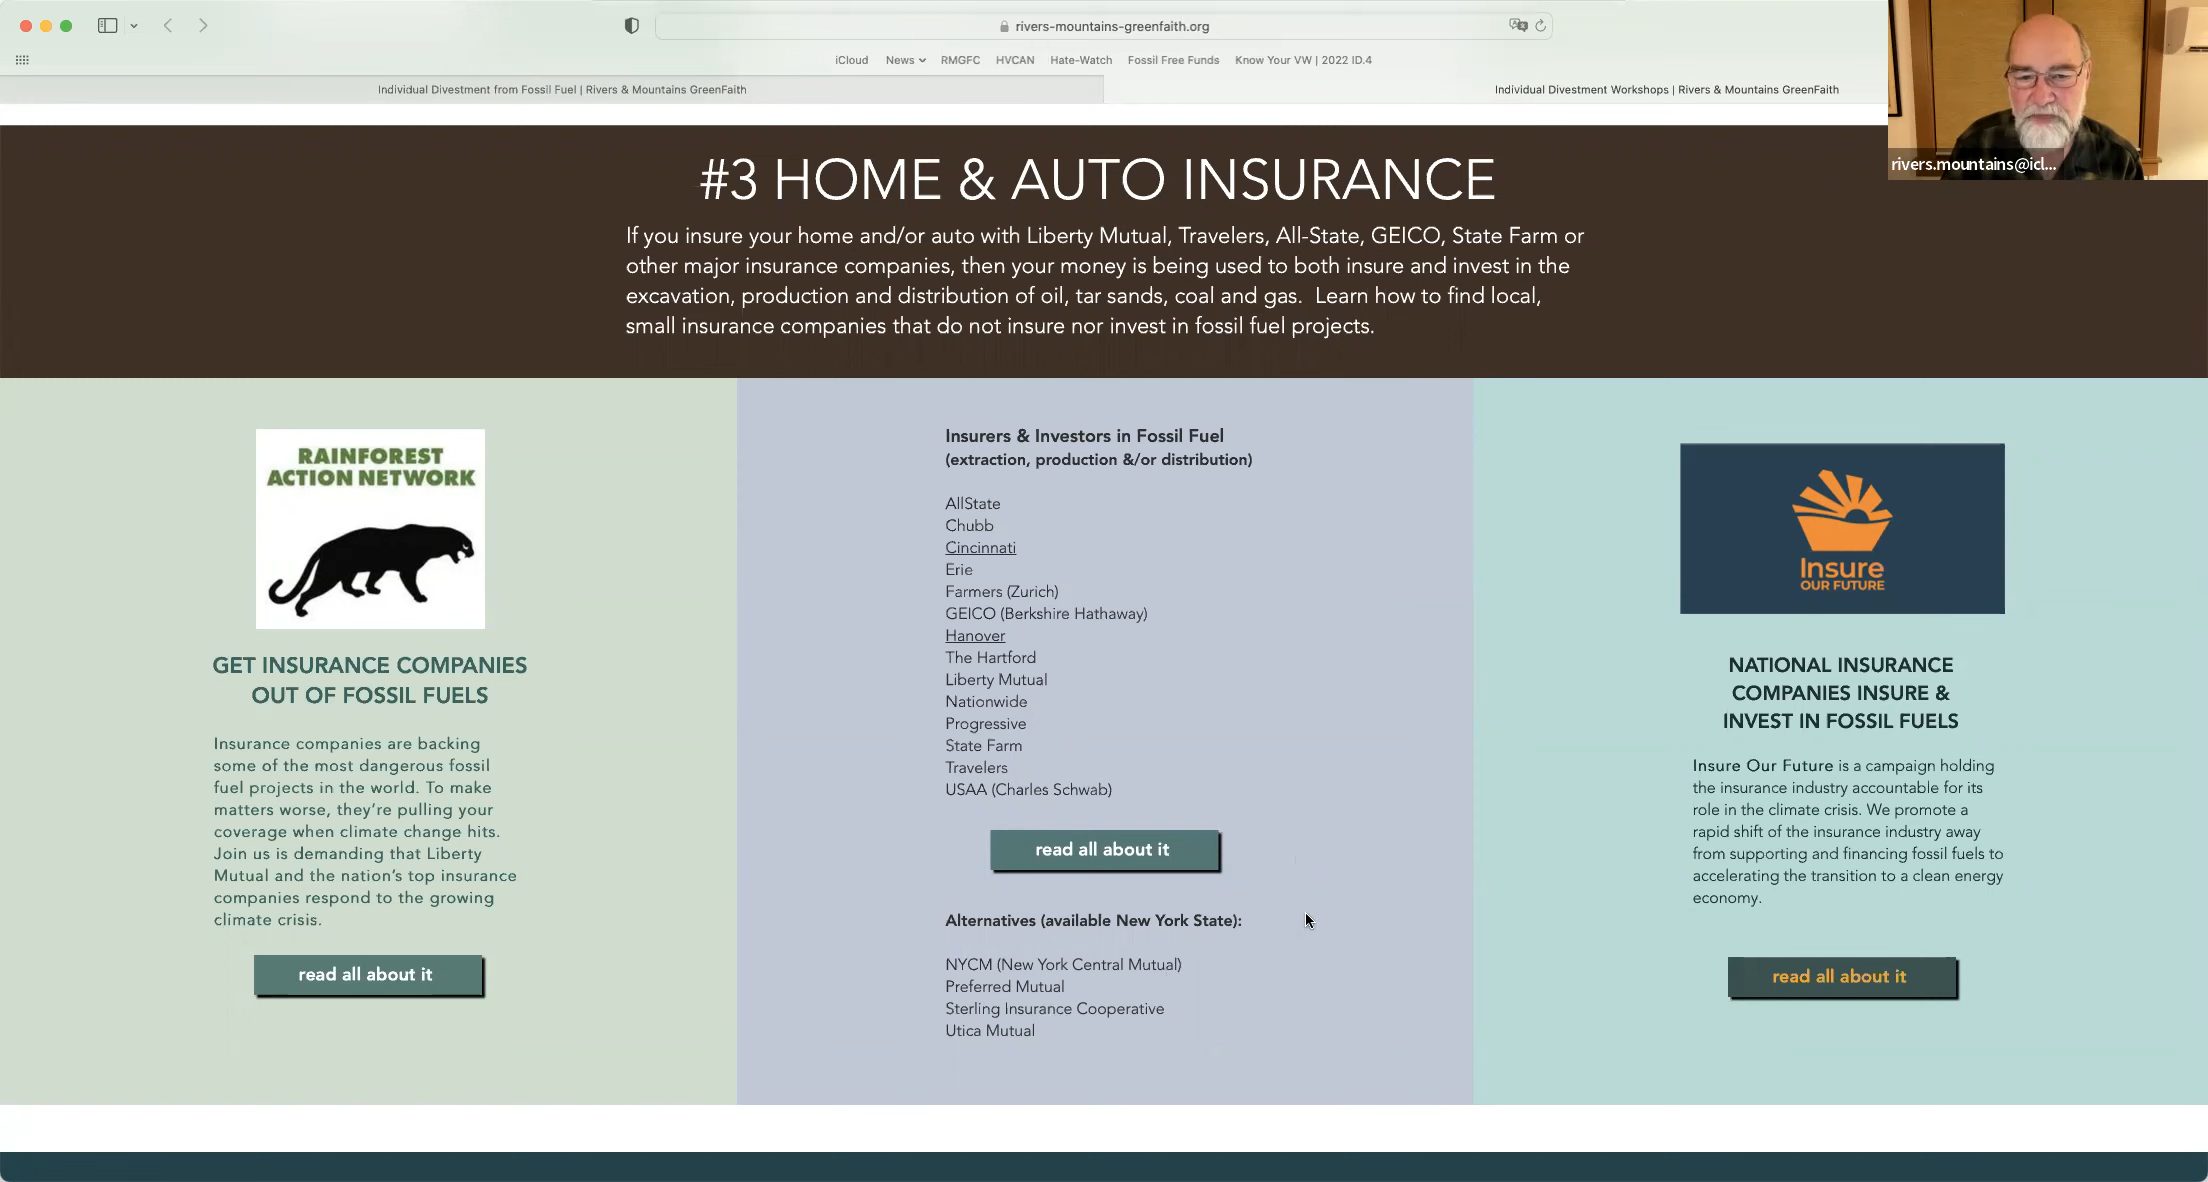 rivers-mountains-greenfaith.org
iCloud News RMGFC HVCAN Hate-Watch Fossil Free Funds Know Your VW | 2022 ID.4
Individual Divestment from Fossil Fuel | Rivers & Mountains GreenFaith
Individual Divestment Workshops | Rivers & Mountains GreenFaith
rivers.mountains@icl...
#3 HOME & AUTO INSURANCE
If you insure your home and/or auto with Liberty Mutual, Travelers, All-State, GEICO, State Farm or
other major insurance companies, then your money is being used to both insure and invest in the
excavation, production and distribution of oil, tar sands, coal and gas. Learn how to find local,
small insurance companies that do not insure nor invest in fossil fuel projects.
RAINFOREST
ACTION NETWORK
GET INSURANCE COMPANIES
OUT OF FOSSIL FUELS
Insurance companies are backing
some of the most dangerous fossil
fuel projects in the world. To make
matters worse, they're pulling your
coverage when climate change hits.
Join us is demanding that Liberty
Mutual and the nation's top insurance
companies respond to the growing
climate crisis.
read all about it
Insurers & Investors in Fossil Fuel
(extraction, production &/or distribution)
AllState
Chubb
Cincinnati
Erie
Farmers (Zurich)
GEICO (Berkshire Hathaway)
Hanover
The Hartford
Liberty Mutual
Nationwide
Progressive
State Farm
Travelers
USAA (Charles Schwab)
read all about it
Alternatives (available New York State):
NYCM (New York Central Mutual)
Preferred Mutual
Sterling Insurance Cooperative
Utica Mutual
Insure
OUR FUTURE
NATIONAL INSURANCE
COMPANIES INSURE &
INVEST IN FOSSIL FUELS
Insure Our Future is a campaign holding
the insurance industry accountable for its
role in the climate crisis. We promote a
rapid shift of the insurance industry away
from supporting and financing fossil fuels to
accelerating the transition to a clean energy
economy.
read all about it